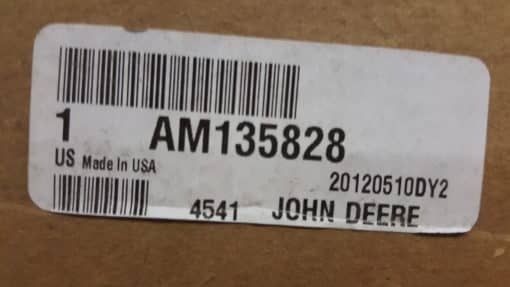 1 AM135828
US Made In USA
20120510DY2
4541 JOHN DEERE